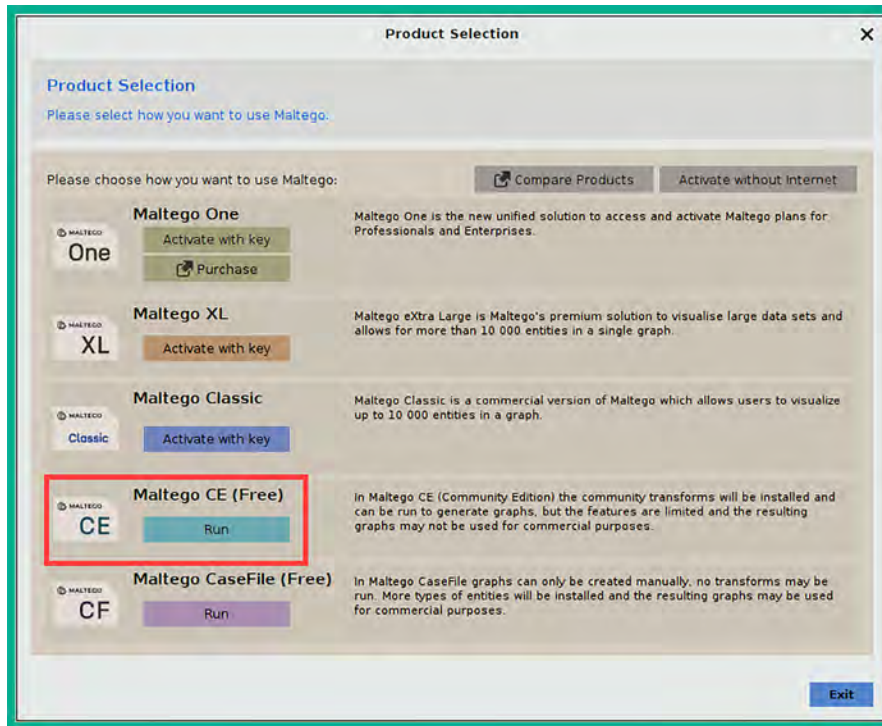 Product Selection
Product Selection
Please select how you want to use Maltego.
Please choose how you want to use Maltego:
Compare Products
Activate without Internet
MALTEGO
One
Maltego One
Activate with key
Purchase
Maltego One is the new unified solution to access and activate Maltego plans for
Professionals and Enterprises.
MALTEGO
XL
Maltego XL
Activate with key
Maltego eXtra Large is Maltego's premium solution to visualise large data sets and
allows for more than 10 000 entities in a single graph.
MALTEGO
Classic
Maltego Classic
Activate with key
Maltego Classic is a commercial version of Maltego which allows users to visualize
up to 10 000 entities in a graph.
MALTEGO
CE
Maltego CE (Free)
Run
In Maltego CE (Community Edition) the community transforms will be installed and
can be run to generate graphs, but the features are limited and the resulting
graphs may not be used for commercial purposes.
MALTEGO
CF
Maltego CaseFile (Free)
Run
In Maltego CaseFile graphs can only be created manually, no transforms may be
run. More types of entities will be installed and the resulting graphs may be used
for commercial purposes.
Exit